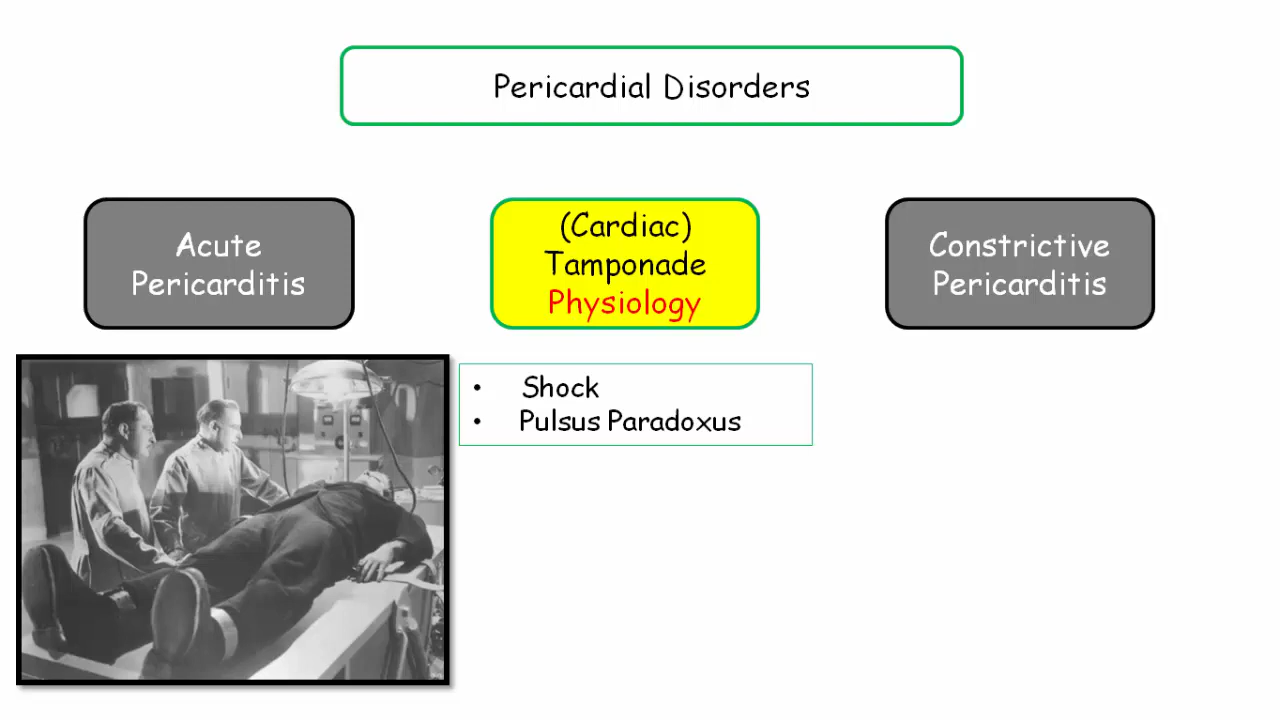 Pericardial Disorders
Acute
Pericarditis
(Cardiac)
Tamponade
Physiology
Constrictive
Pericarditis
• Shock
• Pulsus Paradoxus